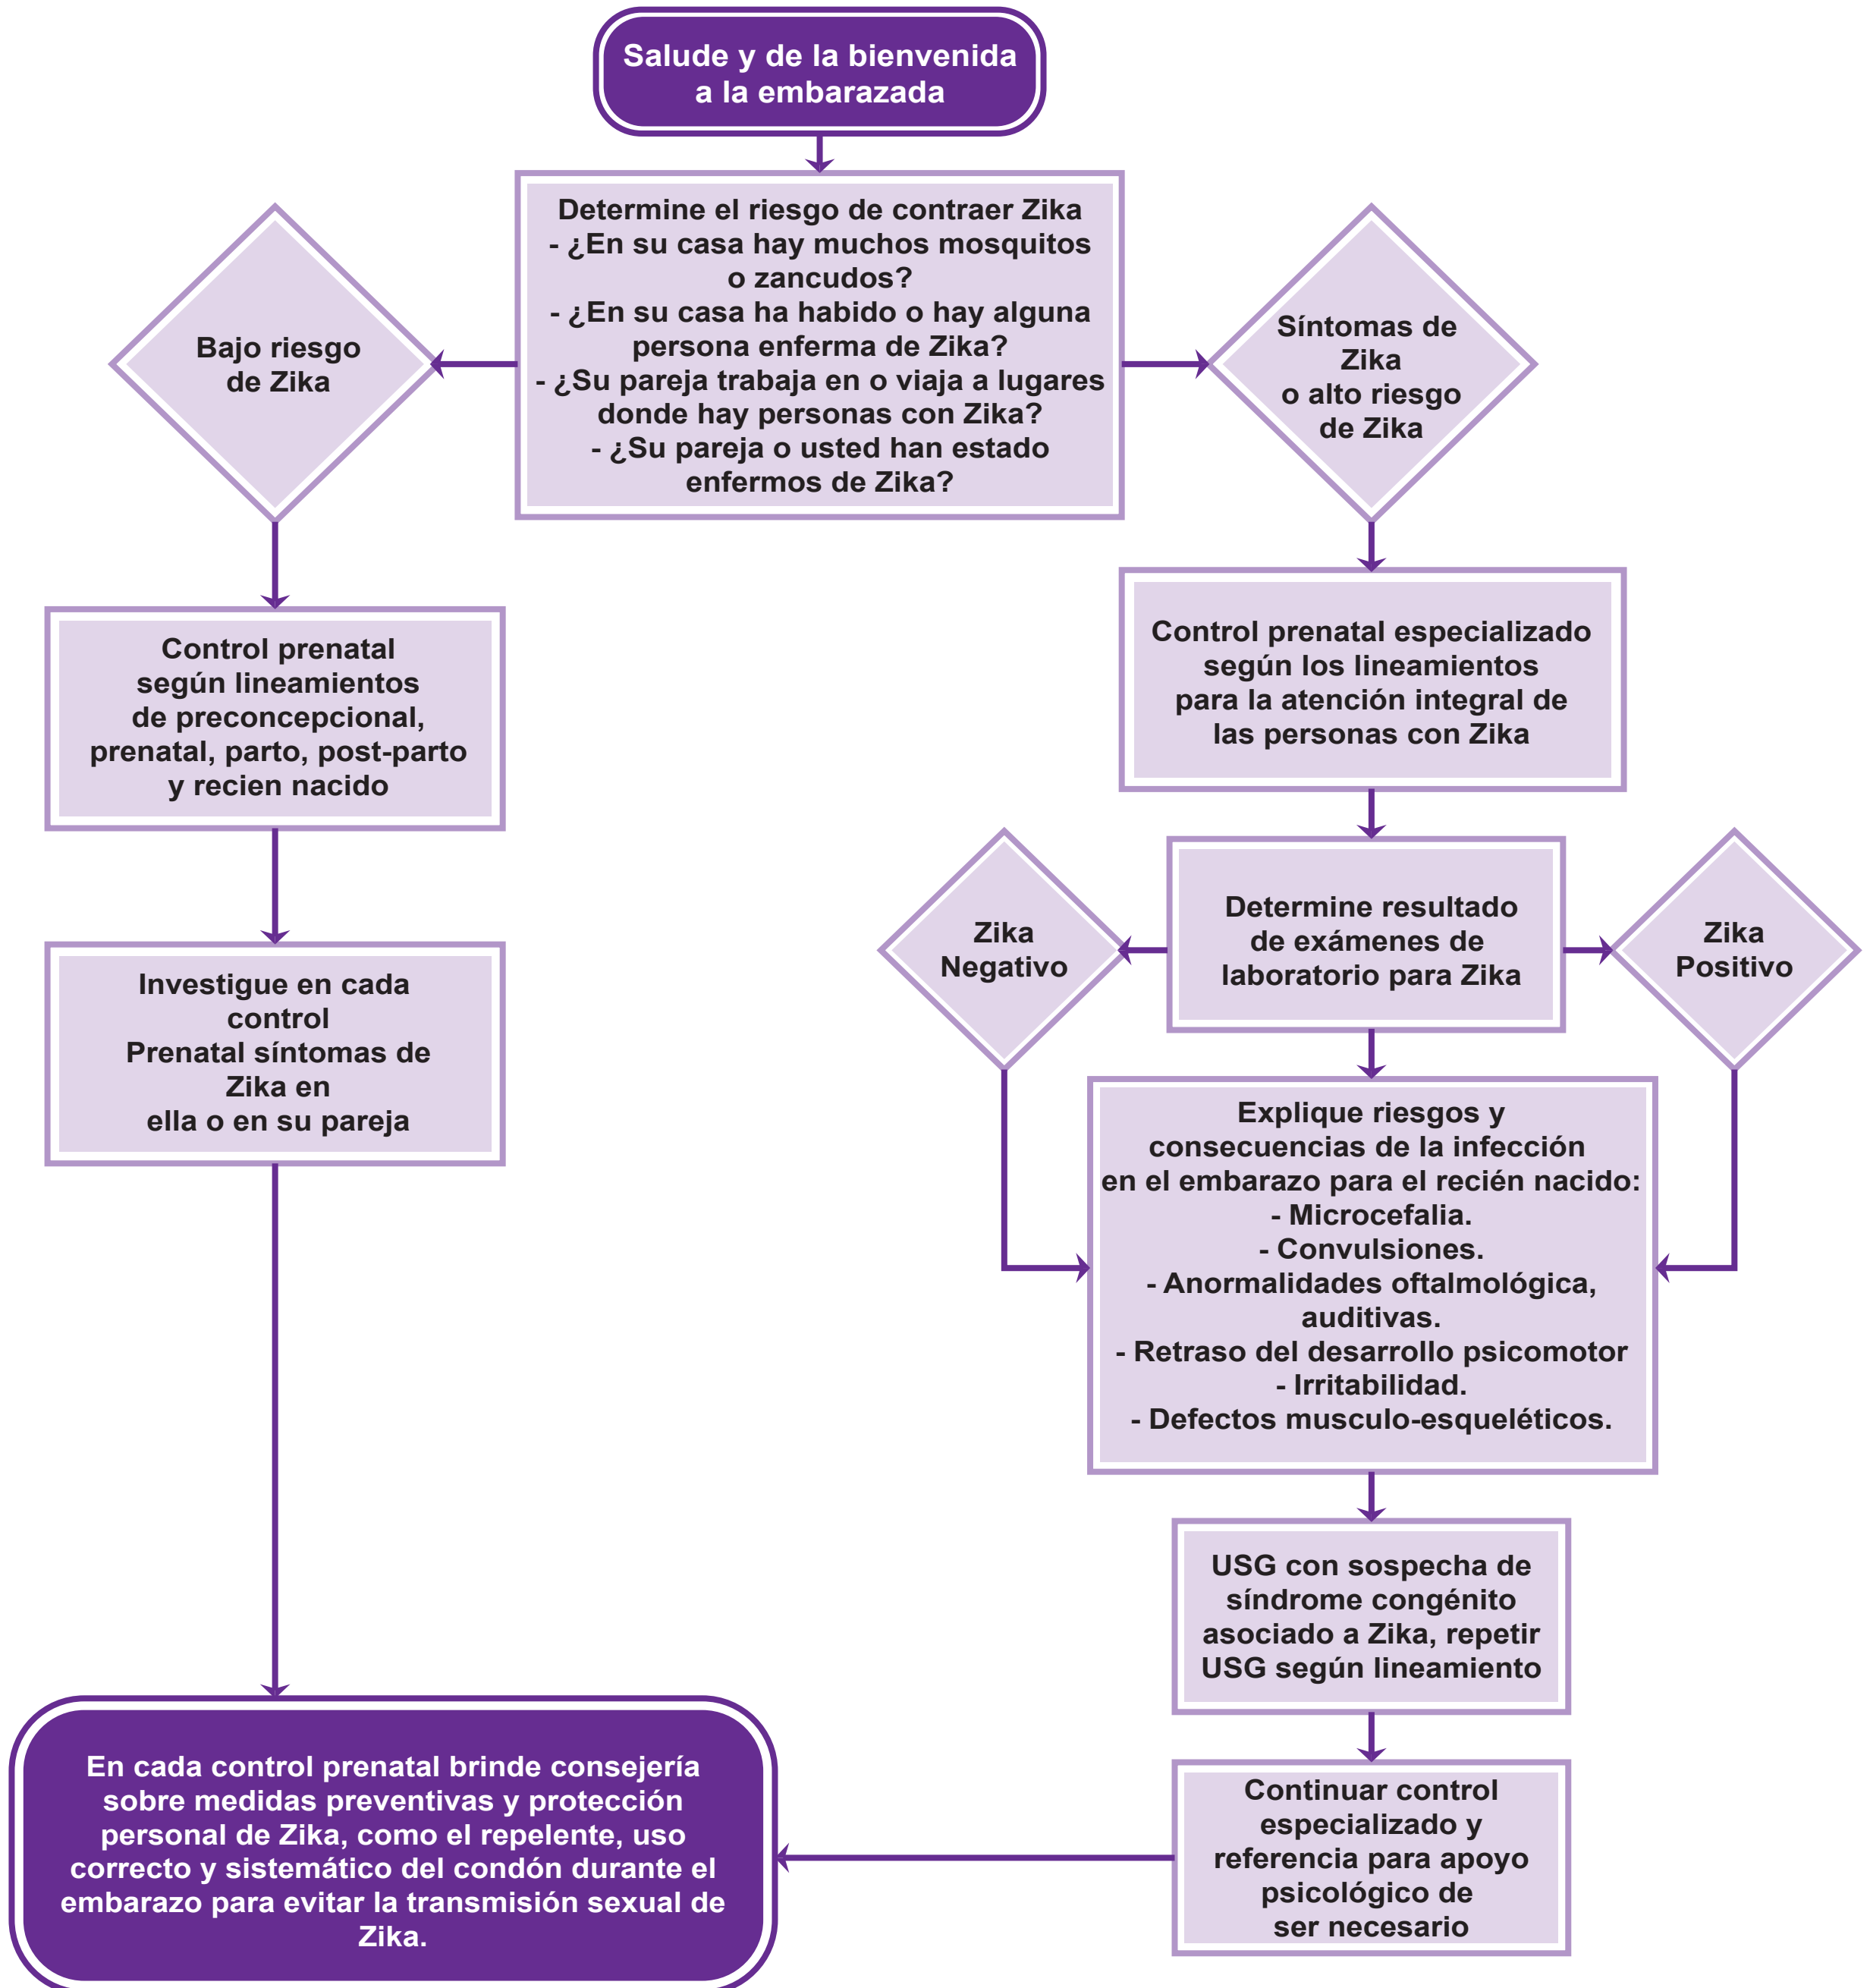 Salude y de la bienvenida
a la embarazada
Determine el riesgo de contraer Zika
- ¿En su casa hay muchos mosquitos
o zancudos?
- ¿En su casa ha habido o hay alguna
persona enferma de Zika?
- ¿Su pareja trabaja en o viaja a lugares
donde hay personas con Zika?
- ¿Su pareja o usted han estado
enfermos de Zika?
Bajo riesgo
de Zika
Síntomas de
Zika
o alto riesgo
de Zika
Control prenatal
según lineamientos
de preconcepcional,
prenatal, parto, post-parto
y recien nacido
Investigue en cada
control
Prenatal síntomas de
Zika en
ella o en su pareja
Control prenatal especializado
según los lineamientos
para la atención integral de
las personas con Zika
Zika
Negativo
Determine resultado
de exámenes de
laboratorio para Zika
Zika
Positivo
Explique riesgos y
consecuencias de la infección
en el embarazo para el recién nacido:
- Microcefalia.
- Convulsiones.
- Anormalidades oftalmológica,
auditivas.
- Retraso del desarrollo psicomotor
- Irritabilidad.
- Defectos musculo-esqueléticos.
USG con sospecha de
síndrome congénito
asociado a Zika, repetir
USG según lineamiento
Continuar control
especializado y
referencia para apoyo
psicológico de
ser necesario
En cada control prenatal brinde consejería
sobre medidas preventivas y protección
personal de Zika, como el repelente, uso
correcto y sistemático del condón durante el
embarazo para evitar la transmisión sexual de
Zika.